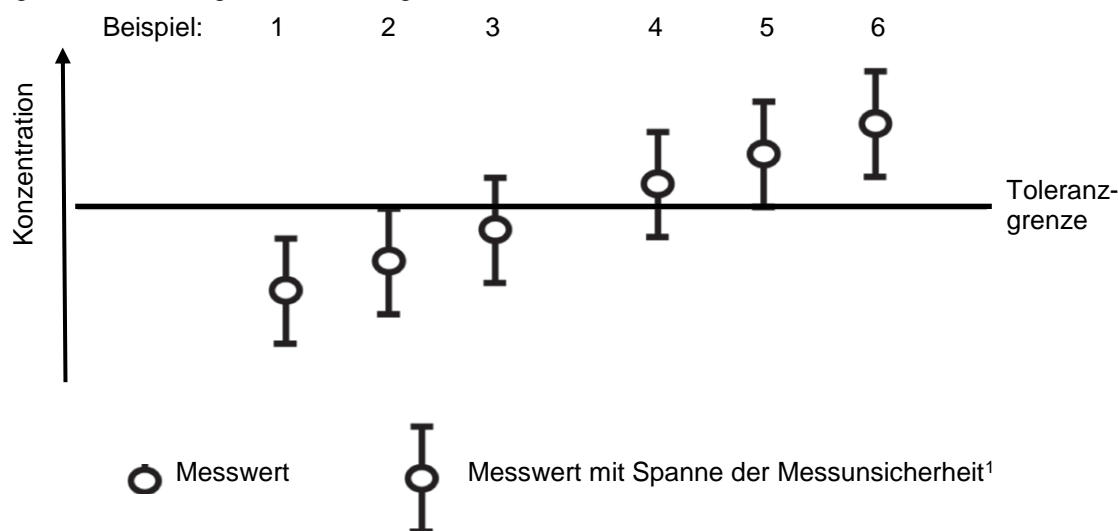 Beispiel: 1 2 3 4 5 6
Konzentration
Toleranz-
grenze
Messwert
Messwert mit Spanne der Messunsicherheit¹